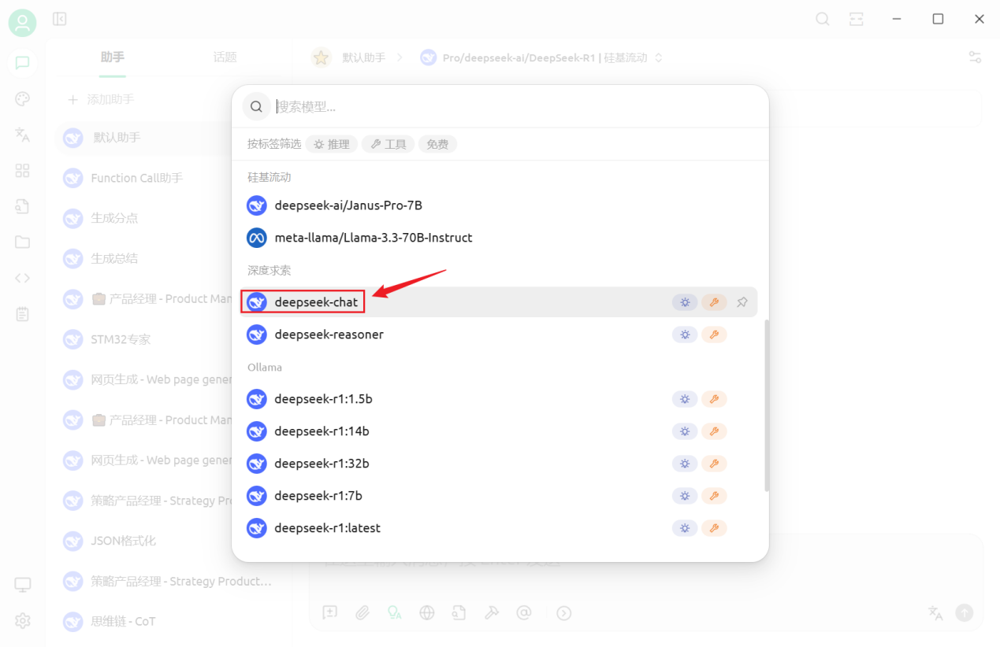 助手
话题
默认助手
Pro/deepseek-ai/DeepSeek-R1 | 硅基流动
添加助手
默认助手
Function Call助手
生成分点
生成总结
产品经理 - Product Man
STM32专家
网页生成 - Web page gener
产品经理 - Product Man
网页生成 - Web page gener
策略产品经理 - Strategy Pro
JSON格式化
策略产品经理 - Strategy Product...
思维链 - CoT
搜索模型...
按标签筛选
推理
工具
免费
硅基流动
deepseek-ai/Janus-Pro-7B
meta-llama/Llama-3.3-70B-Instruct
深度求索
deepseek-chat
deepseek-reasoner
Ollama
deepseek-r1:1.5b
deepseek-r1:14b
deepseek-r1:32b
deepseek-r1:7b
deepseek-r1:latest